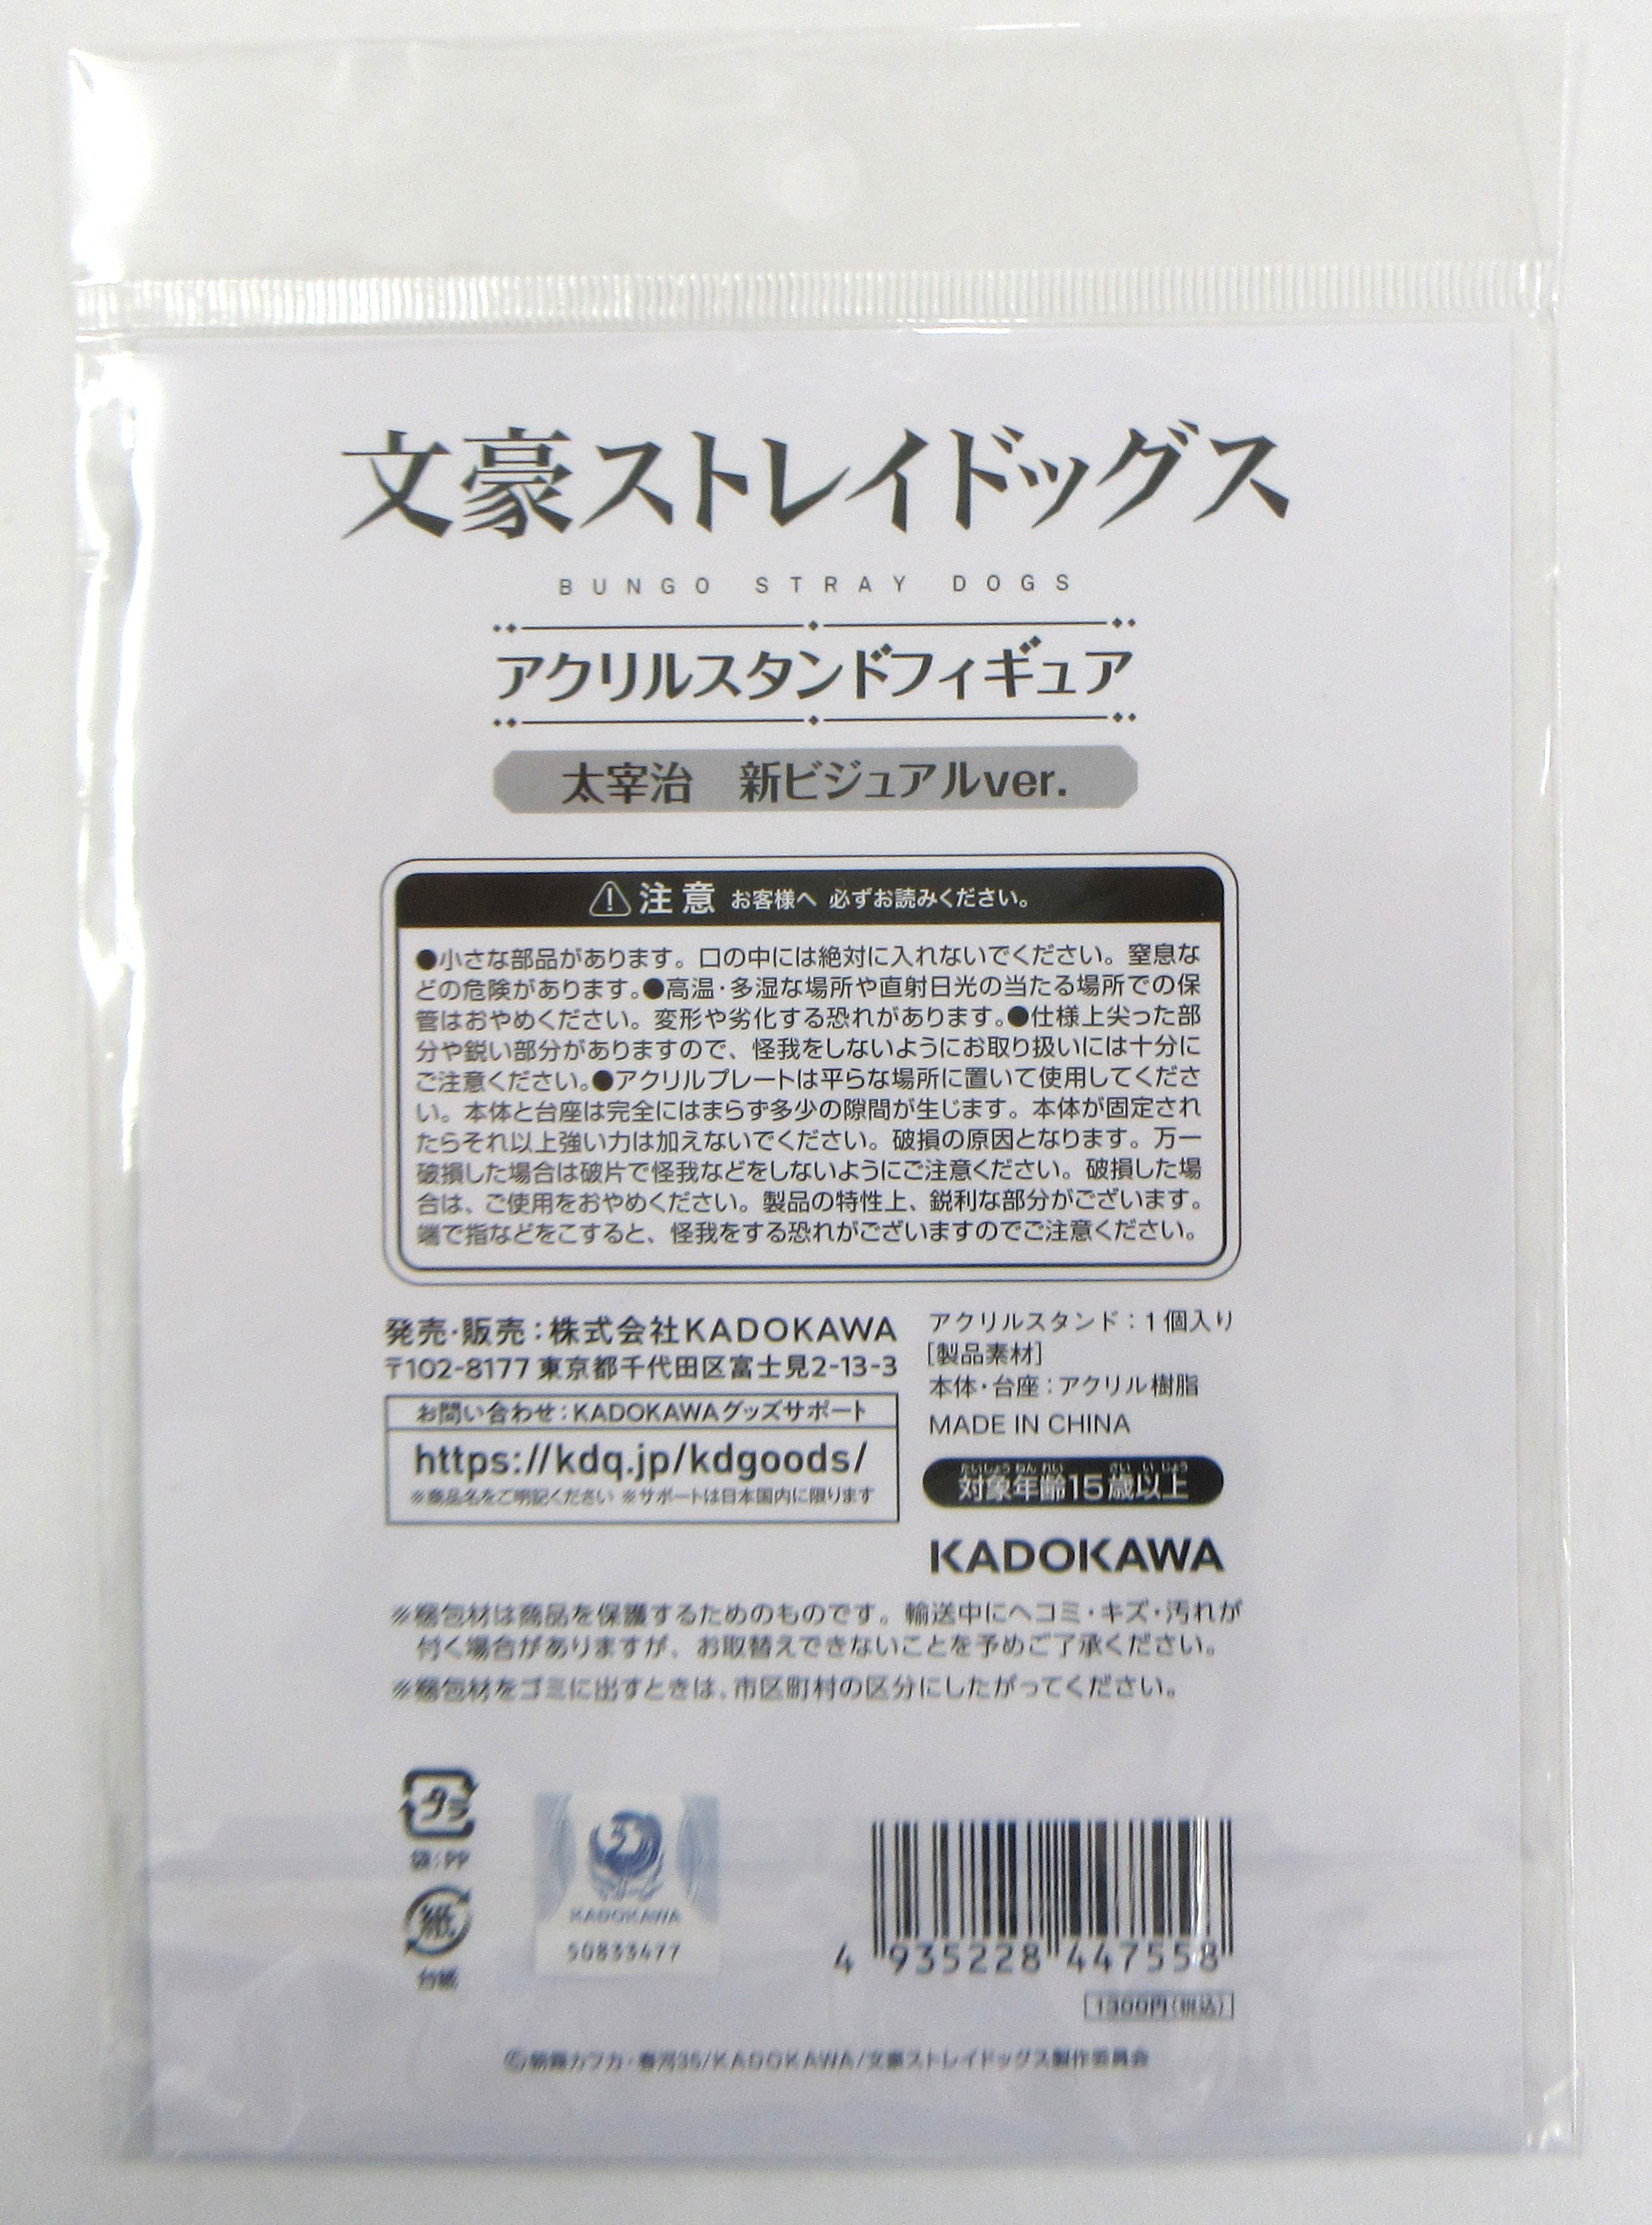 文豪ストレイドッグス
BUNGO STRAY DOGS
アクリルスタンドフィギュア
太宰治 新ビジュアルver.
注意 お客様へ 必ずお読みください。
●小さな部品があります。口の中には絶対に入れないでください。窒息な
どの危険があります。●高温・多湿な場所や直射日光の当たる場所での保
管はおやめください。変形や劣化する恐れがあります。●仕様上尖った部
分や鋭い部分がありますので、怪我をしないようにお取り扱いには十分に
ご注意ください。●アクリルプレートは平らな場所に置いて使用してくださ
い。本体と台座は完全にはまらず多少の隙間が生じます。本体が固定され
たらそれ以上強い力は加えないでください。破損の原因となります。万一
破損した場合は破片で怪我などをしないようにご注意ください。破損した場
合は、ご使用をおやめください。製品の特性上、鋭利な部分がございます。
端で指などをこすると、怪我をする恐れがございますのでご注意ください。
発売・販売：株式会社KADOKAWA
〒102-8177 東京都千代田区富士見2-13-3
お問い合わせ：KADOKAWAグッズサポート
https://kdq.jp/kdgoods/
※商品名をご明記ください ※サポートは日本国内に限ります
アクリルスタンド：1個入り
[製品素材]
本体・台座：アクリル樹脂
MADE IN CHINA
たいしょうねんれい さいいじょう
対象年齢15歳以上
KADOKAWA
※梱包材は商品を保護するためのものです。輸送中にヘコミ・キズ・汚れが
付く場合がありますが、お取替えできないことを予めご了承ください。
※梱包材をゴミに出すときは、市区町村の区分にしたがってください。
プラ
袋：PP
紙
台紙
KADOKAWA
50833477
4 935228 447558
1300円(税込)
©朝霧カフカ・春河35/KADOKAWA/文豪ストレイドッグス製作委員会